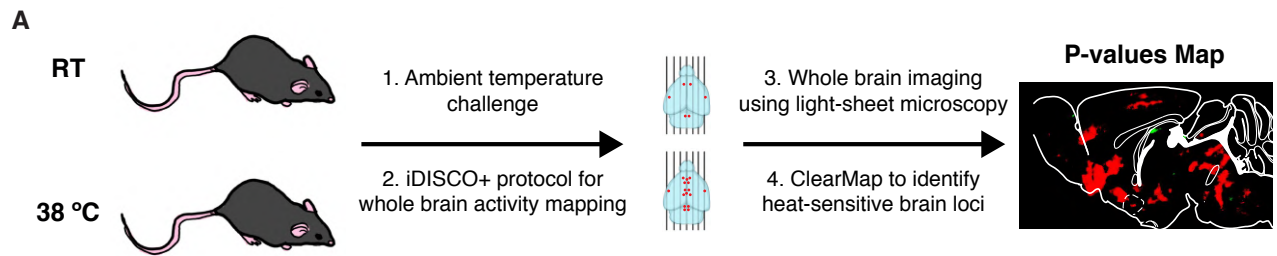 A
RT
38 ºC
1. Ambient temperature
challenge
2. iDISCO+ protocol for
whole brain activity mapping
3. Whole brain imaging
using light-sheet microscopy
4. ClearMap to identify
heat-sensitive brain loci
P-values Map